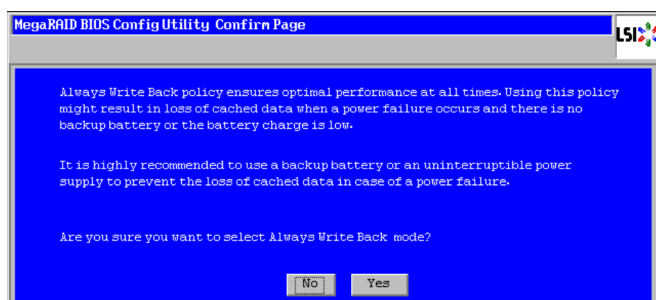 MegaRAID BIOS Config Utility Confirm Page
LSI
Always Write Back policy ensures optimal performance at all times. Using this policy
might result in loss of cached data when a power failure occurs and there is no
backup battery or the battery charge is low.
It is highly recommended to use a backup battery or an uninterruptible power
supply to prevent the loss of cached data in case of a power failure.
Are you sure you want to select Always Write Back mode?
No Yes